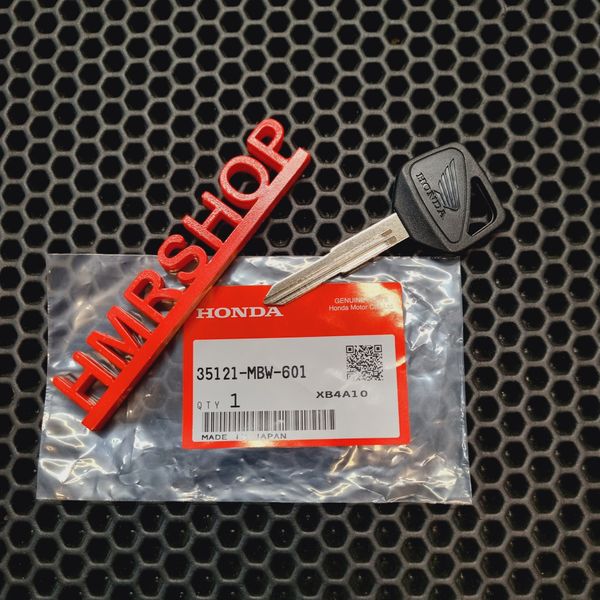 HMRSHOP
HONDA
HONDA
GENUINE
Honda Motor Co
35121-MBW-601
QTY 1
XB4A10
MADE IN JAPAN